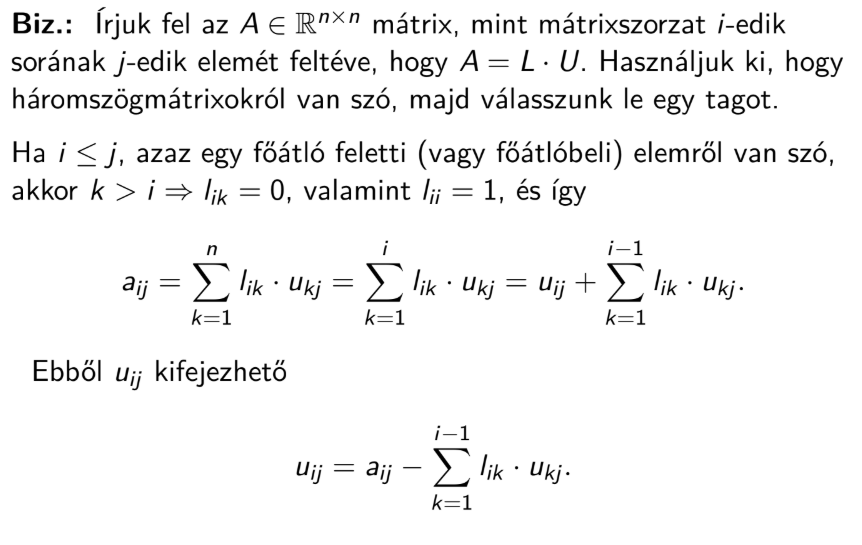 Biz.: Írjuk fel az $A \in \mathbb{R}^{n \times n}$ mátrix, mint mátrixszorzat $i$-edik
sorának $j$-edik elemét feltéve, hogy $A = L \cdot U$. Használjuk ki, hogy
háromszögmátrixokról van szó, majd válasszunk le egy tagot.
Ha $i \leq j$, azaz egy főátló feletti (vagy főátlóbeli) elemről van szó,
akkor $k > i \Rightarrow l_{ik} = 0$, valamint $l_{ii} = 1$, és így
$a_{ij} = \sum_{k=1}^{n} l_{ik} \cdot u_{kj} = \sum_{k=1}^{i} l_{ik} \cdot u_{kj} = u_{ij} + \sum_{k=1}^{i-1} l_{ik} \cdot u_{kj}.$
Ebből $u_{ij}$ kifejezhető
$u_{ij} = a_{ij} - \sum_{k=1}^{i-1} l_{ik} \cdot u_{kj}.$